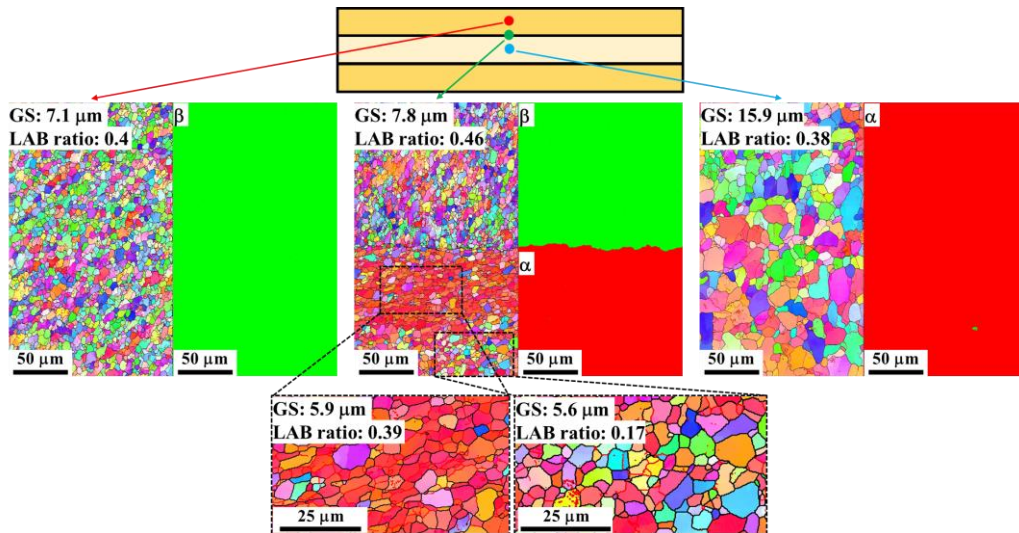 GS: 7.1 μm
LAB ratio: 0.4
β
50 μm
50 μm
GS: 7.8 μm
LAB ratio: 0.46
β
α
50 μm
50 μm
GS: 15.9 μm
LAB ratio: 0.38
α
50 μm
50 μm
GS: 5.9 μm
LAB ratio: 0.39
25 μm
GS: 5.6 μm
LAB ratio: 0.17
25 μm